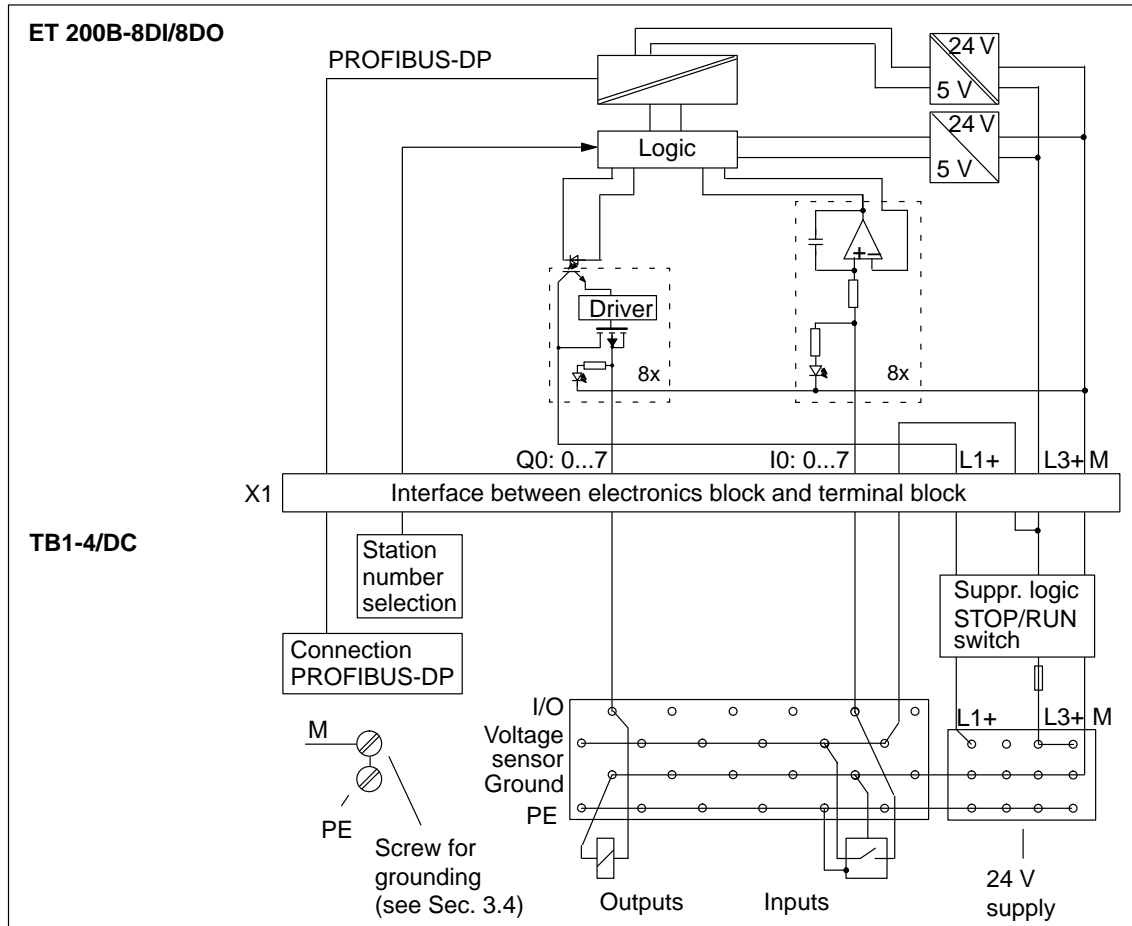 ET 200B-8DI/8DO
PROFIBUS-DP
24 V
5 V
24 V
5 V
Logic
+ −
Driver
8x
8x
Q0: 0...7
I0: 0...7
L1+
L3+ M
X1
Interface between electronics block and terminal block
TB1-4/DC
Station
number
selection
Suppr. logic
STOP/RUN
switch
Connection
PROFIBUS-DP
I/O
Voltage
sensor
Ground
PE
L1+
L3+ M
M
PE
Screw for
grounding
(see Sec. 3.4)
Outputs
Inputs
24 V
supply